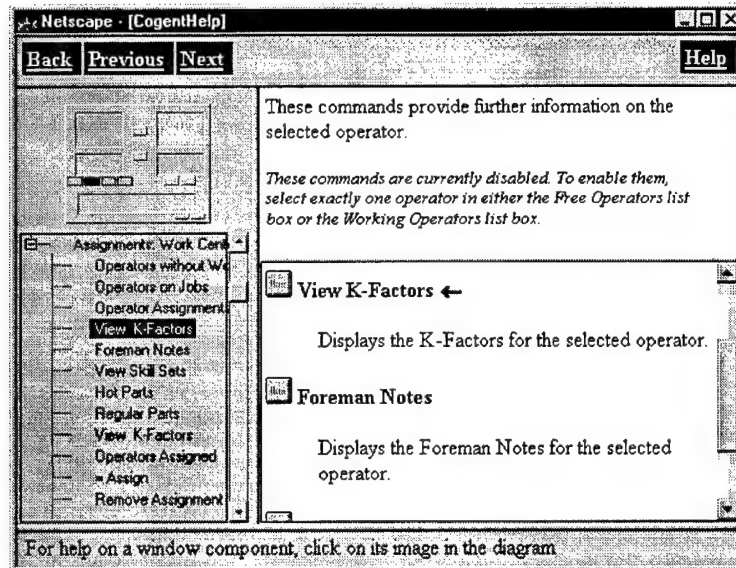 Netscape - [CogentHelp]
Back Previous Next Help
These commands provide further information on the
selected operator.
These commands are currently disabled. To enable them,
select exactly one operator in either the Free Operators list
box or the Working Operators list box.
Assignments: Work Cent
Operators without Wo
Operators on Jobs
Operator Assignment
View K-Factors
Foreman Notes
View Skill Sets
Hot Parts
Regular Parts
View K-Factors
Operators Assigned
= Assign
Remove Assignment
View K-Factors ←
Displays the K-Factors for the selected operator.
Foreman Notes
Displays the Foreman Notes for the selected
operator.
For help on a window component, click on its image in the diagram